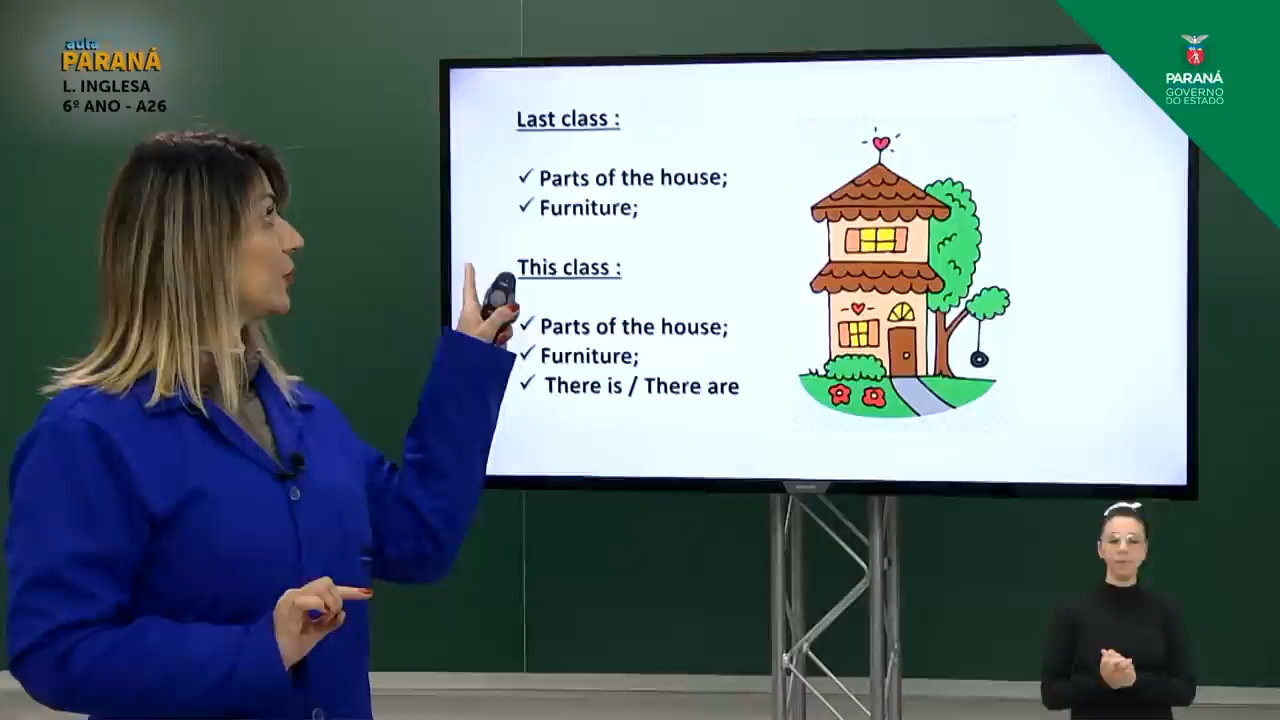 aula
PARANÁ
L. INGLESA
6º ANO - A26
Last class :
✓ Parts of the house;
✓ Furniture;
This class :
✓ Parts of the house;
✓ Furniture;
✓ There is / There are
PARANÁ
GOVERNO
DO ESTADO